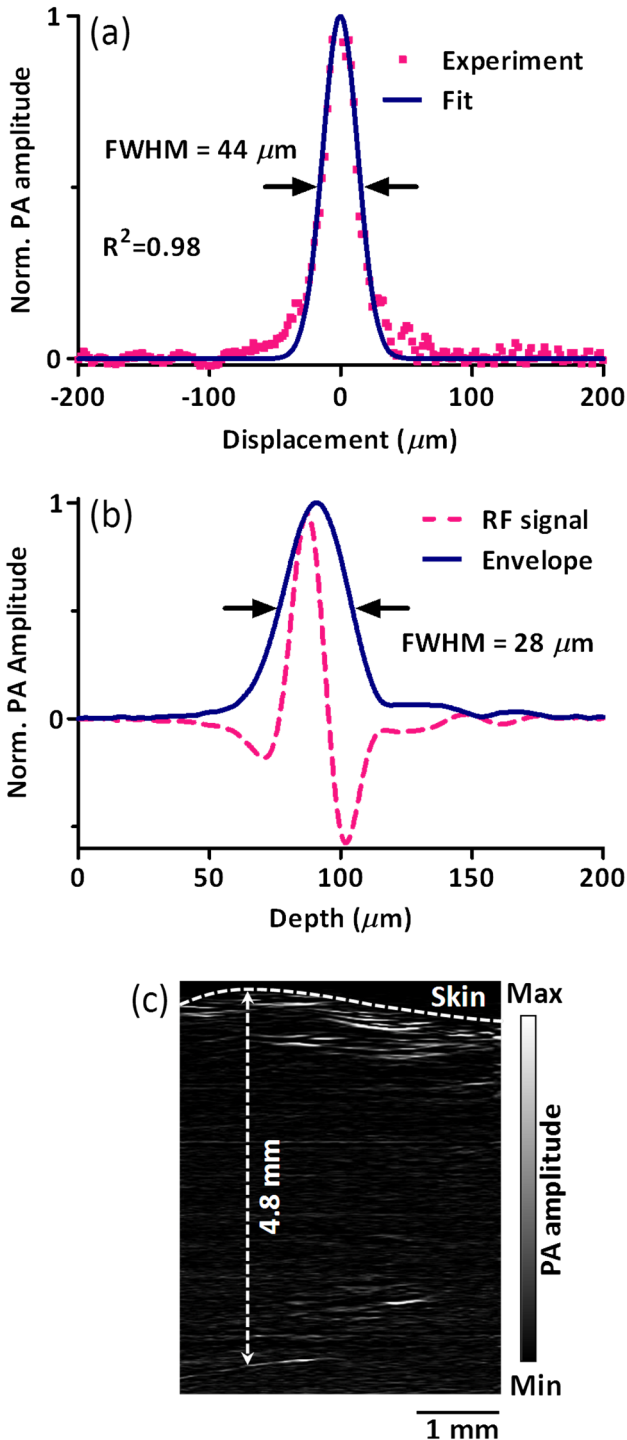 (a)
1
Experiment
Fit
FWHM = 44 μm
R²=0.98
Norm. PA amplitude
0
-200 -100 0 100 200
Displacement (μm)
(b)
1
RF signal
Envelope
FWHM = 28 μm
Norm. PA Amplitude
0
0 50 100 150 200
Depth (μm)
(c)
Skin
Max
4.8 mm
PA amplitude
Min
1 mm